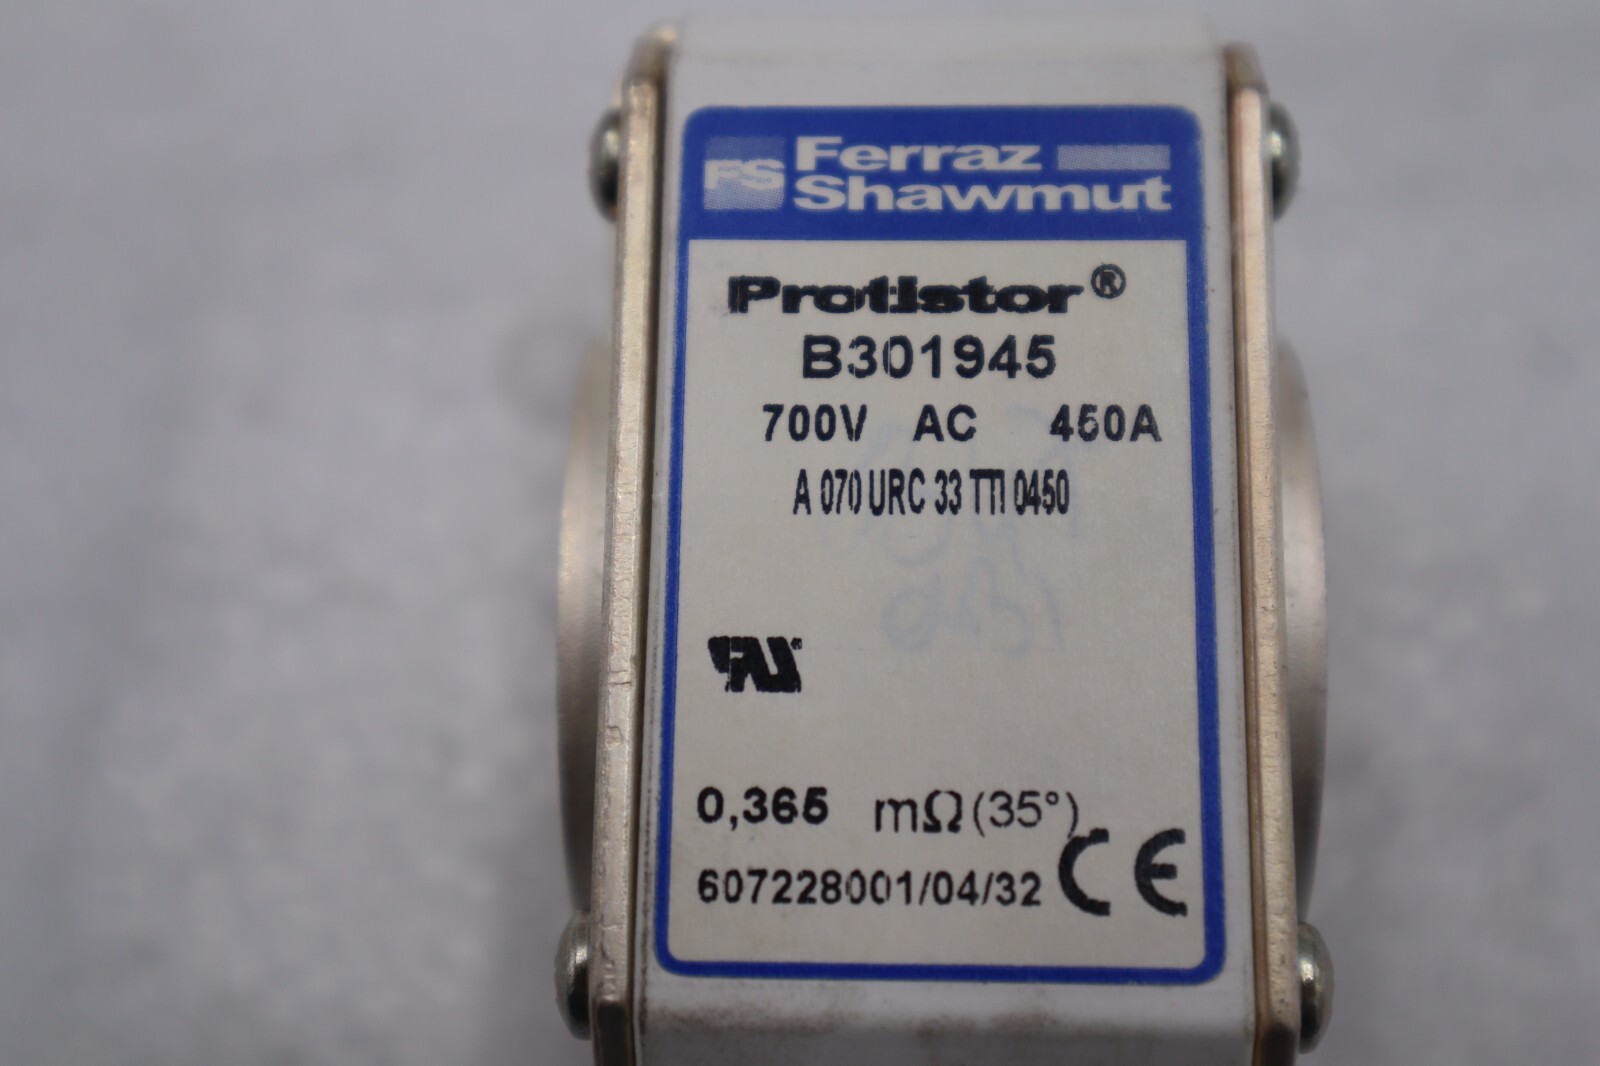 FS Ferraz
Shawmut
Protistor®
B301945
700V AC 450A
A 070 URC 33 TTI 0450
0,365 mΩ (35°)
607228001/04/32 CE